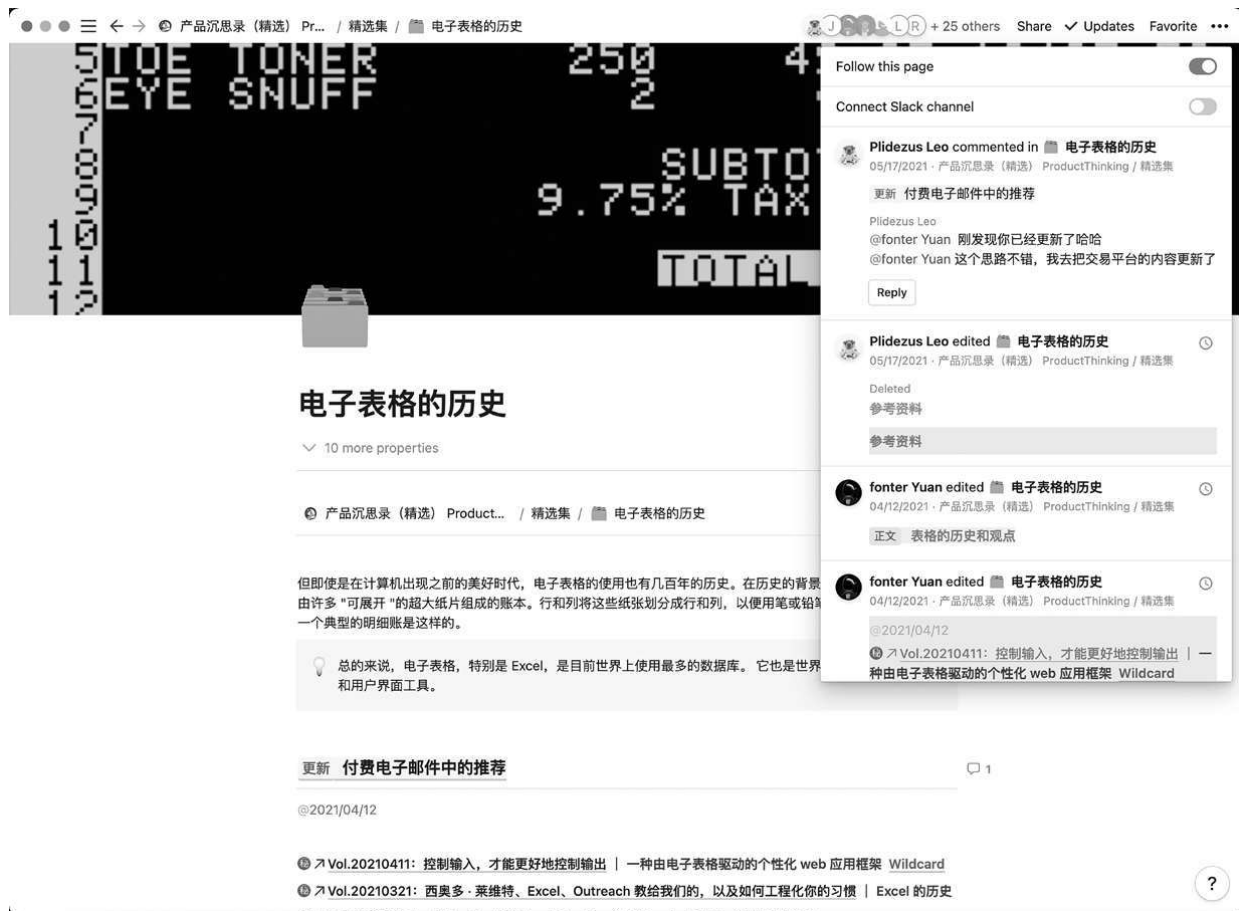 产品沉思录（精选） Pr... / 精选集 / 电子表格的历史
J L R + 25 others Share Updates Favorite
5 TOE TONER 250 4
6 EYE SNUFF 2
7
8 SUBTO
9 9.75% TAX
10
11 TOTAL
12
电子表格的历史
10 more properties
产品沉思录（精选） Product... / 精选集 / 电子表格的历史
但即使是在计算机出现之前的美好时代，电子表格的使用也有几百年的历史。在历史的背景
由许多 "可展开 "的超大纸片组成的账本。行和列将这些纸张划分成行和列，以便用笔或铅
一个典型的明细账是这样的。
总的来说，电子表格，特别是 Excel，是目前世界上使用最多的数据库。 它也是世界
和用户界面工具。
更新 付费电子邮件中的推荐
1
@2021/04/12
Vol.20210411：控制输入，才能更好地控制输出 | 一种由电子表格驱动的个性化 web 应用框架 Wildcard
Vol.20210321：西奥多 · 莱维特、Excel、Outreach 教给我们的，以及如何工程化你的习惯 | Excel 的历史
Follow this page
Connect Slack channel
Plidezus Leo commented in 电子表格的历史
05/17/2021 · 产品沉思录（精选） ProductThinking / 精选集
更新 付费电子邮件中的推荐
Plidezus Leo
@fonter Yuan 刚发现你已经更新了哈哈
@fonter Yuan 这个思路不错，我去把交易平台的内容更新了
Reply
Plidezus Leo edited 电子表格的历史
05/17/2021 · 产品沉思录（精选） ProductThinking / 精选集
Deleted
参考资料
参考资料
fonter Yuan edited 电子表格的历史
04/12/2021 · 产品沉思录（精选） ProductThinking / 精选集
正文 表格的历史和观点
fonter Yuan edited 电子表格的历史
04/12/2021 · 产品沉思录（精选） ProductThinking / 精选集
@2021/04/12
Vol.20210411：控制输入，才能更好地控制输出 | 一
种由电子表格驱动的个性化 web 应用框架 Wildcard
?